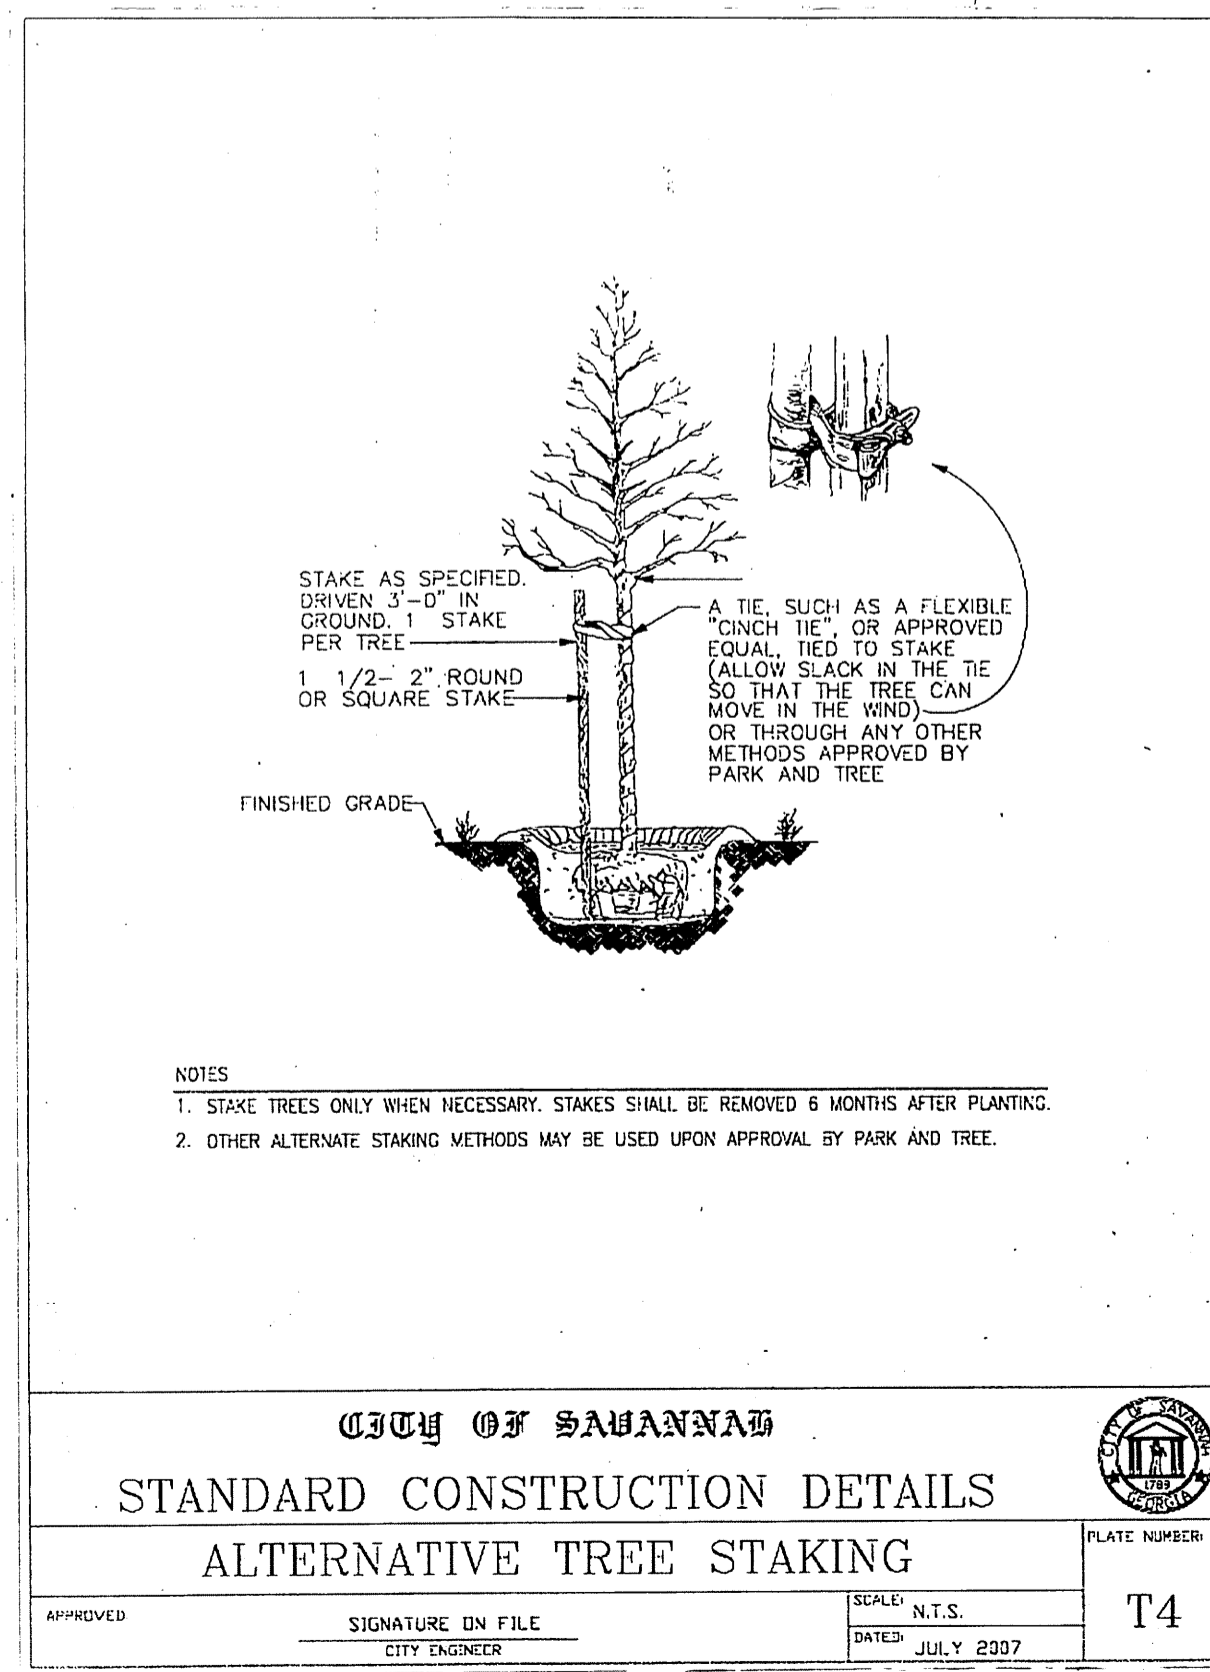 STAKE AS SPECIFIED.
DRIVEN 3'-0" IN
GROUND. 1 STAKE
PER TREE
1 1/2- 2" ROUND
OR SQUARE STAKE
A TIE, SUCH AS A FLEXIBLE
"CINCH TIE", OR APPROVED
EQUAL, TIED TO STAKE
(ALLOW SLACK IN THE TIE
SO THAT THE TREE CAN
MOVE IN THE WIND)
OR THROUGH ANY OTHER
METHODS APPROVED BY
PARK AND TREE
FINISHED GRADE
NOTES
1. STAKE TREES ONLY WHEN NECESSARY. STAKES SHALL BE REMOVED 6 MONTHS AFTER PLANTING.
2. OTHER ALTERNATE STAKING METHODS MAY BE USED UPON APPROVAL BY PARK AND TREE.
CITY OF SAVANNAH
STANDARD CONSTRUCTION DETAILS
CITY OF SAVANNAH
1789
GEORGIA
ALTERNATIVE TREE STAKING
PLATE NUMBER:
T4
APPROVED:
SIGNATURE ON FILE
CITY ENGINEER
SCALE:
N.T.S.
DATED:
JULY 2007